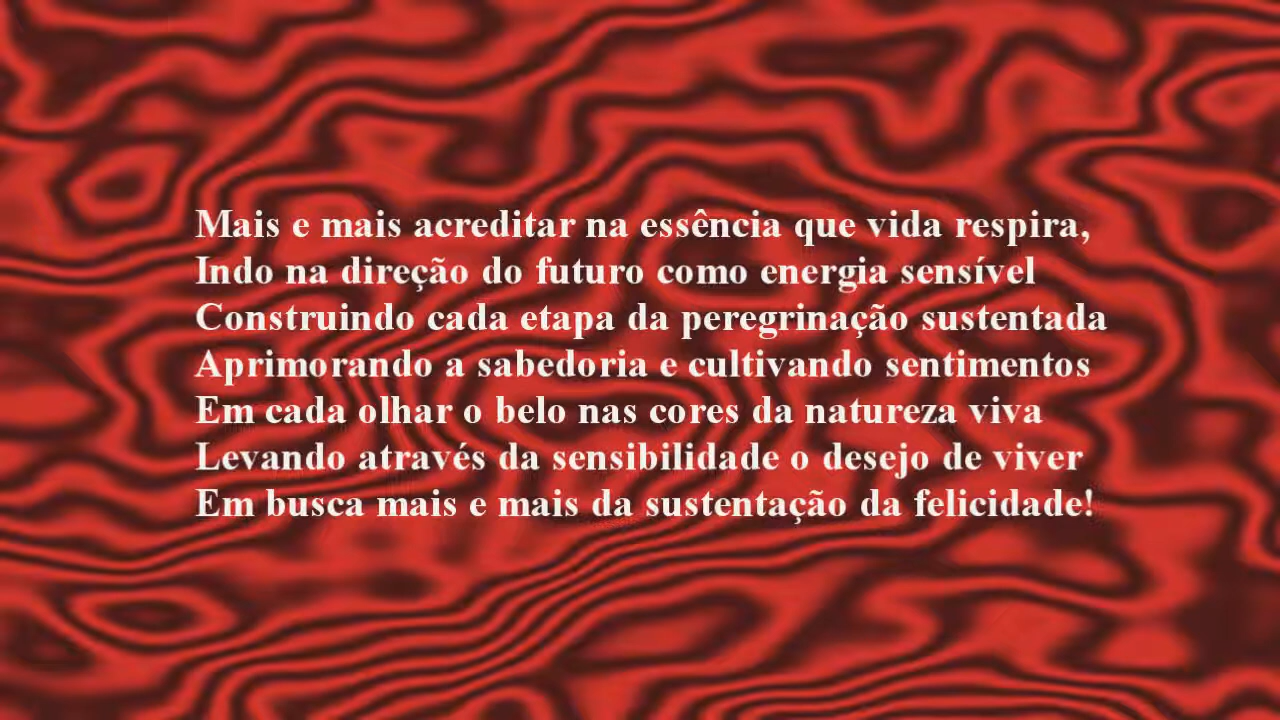 Mais e mais acreditar na essência que vida respira,
Indo na direção do futuro como energia sensível
Construindo cada etapa da peregrinação sustentada
Aprimorando a sabedoria e cultivando sentimentos
Em cada olhar o belo nas cores da natureza viva
Levando através da sensibilidade o desejo de viver
Em busca mais e mais da sustentação da felicidade!